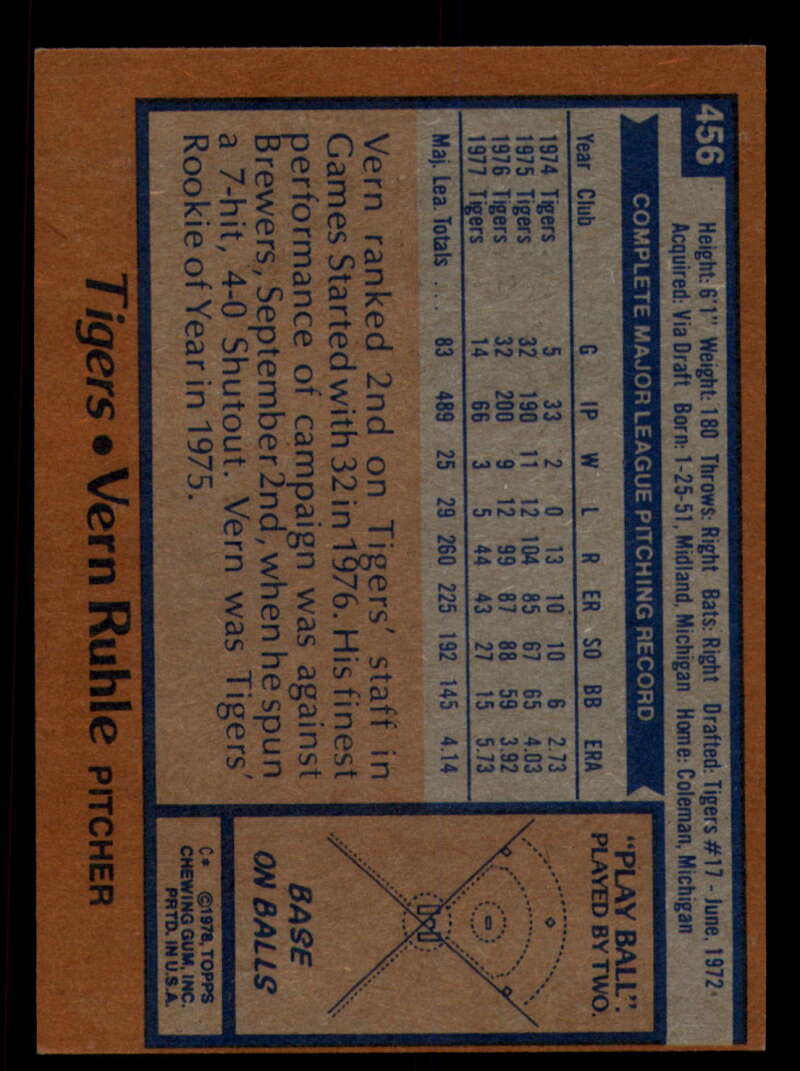 456
Height: 6'1" Weight: 180 Throws: Right Bats: Right Drafted: Tigers #17 - June, 1972
Acquired: Via Draft Born: 1-25-51, Midland, Michigan Home: Coleman, Michigan
COMPLETE MAJOR LEAGUE PITCHING RECORD
Year Club G IP W L R ER SO BB ERA
1974 Tigers 5 33 2 0 13 10 10 6 2.73
1975 Tigers 32 190 11 12 104 85 67 65 4.03
1976 Tigers 32 200 9 12 99 87 88 59 3.92
1977 Tigers 14 66 3 5 44 43 27 15 5.73
Maj. Lea. Totals .... 83 489 25 29 260 225 192 145 4.14
Vern ranked 2nd on Tigers' staff in
Games Started with 32 in 1976. His finest
performance of campaign was against
Brewers, September 2nd, when he spun
a 7-hit, 4-0 Shutout. Vern was Tigers'
Rookie of Year in 1975.
"PLAY BALL".
PLAYED BY TWO.
BASE
ON BALLS
C* ©1978, TOPPS
CHEWING GUM, INC.
PRTD. IN U.S.A.
Tigers • Vern Ruhle PITCHER